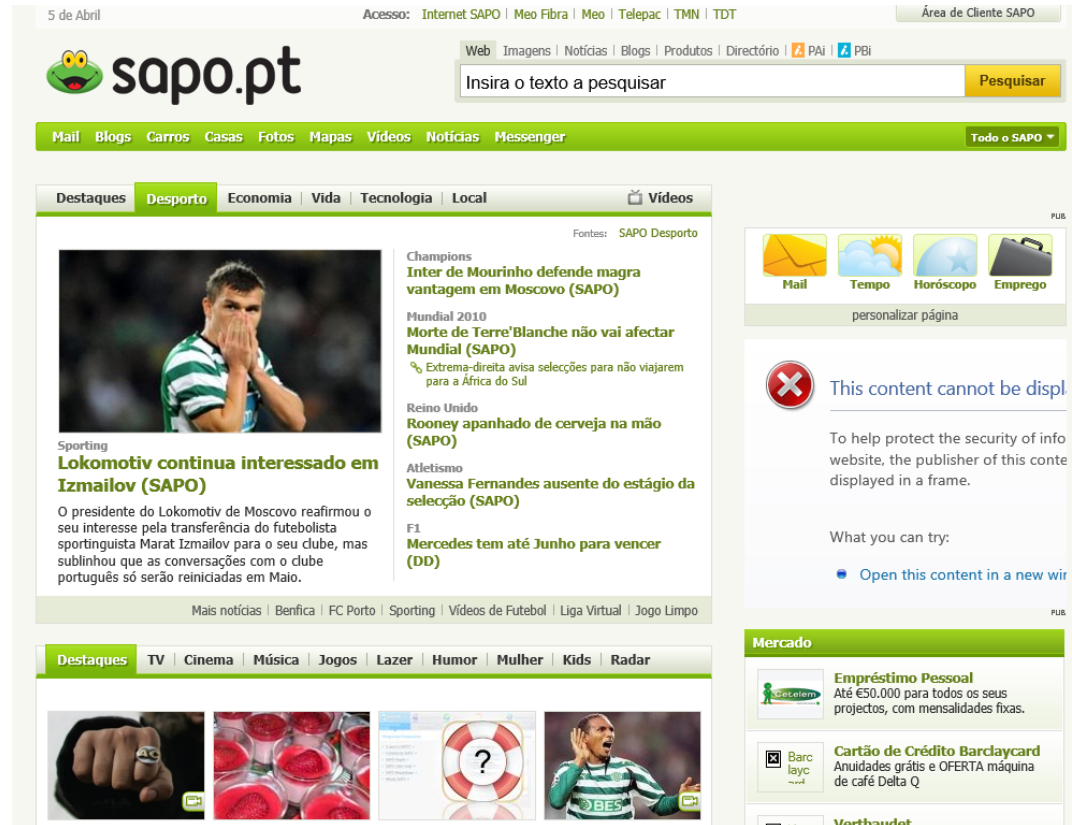 5 de Abril
Acesso: Internet SAPO | Meo Fibra | Meo | Telepac | TMN | TDT
Área de Cliente SAPO
sapo.pt
Web Imagens | Notícias | Blogs | Produtos | Directório | PAi | PBi
Insira o texto a pesquisar
Pesquisar
Mail Blogs Carros Casas Fotos Mapas Vídeos Notícias Messenger
Todo o SAPO
Destaques Desporto Economia | Vida | Tecnologia | Local
Vídeos
Fontes: SAPO Desporto
Sporting
Lokomotiv continua interessado em
Izmailov (SAPO)
O presidente do Lokomotiv de Moscovo reafirmou o
seu interesse pela transferência do futebolista
sportinguista Marat Izmailov para o seu clube, mas
sublinhou que as conversações com o clube
português só serão reiniciadas em Maio.
Champions
Inter de Mourinho defende magra
vantagem em Moscovo (SAPO)
Mundial 2010
Morte de Terre'Blanche não vai afectar
Mundial (SAPO)
Extrema-direita avisa selecções para não viajarem
para a África do Sul
Reino Unido
Rooney apanhado de cerveja na mão
(SAPO)
Atletismo
Vanessa Fernandes ausente do estágio da
selecção (SAPO)
F1
Mercedes tem até Junho para vencer
(DD)
Mais notícias | Benfica | FC Porto | Sporting | Vídeos de Futebol | Liga Virtual | Jogo Limpo
Destaques TV | Cinema | Música | Jogos | Lazer | Humor | Mulher | Kids | Radar
?
BES
PUB
Mail
Tempo
Horóscopo
Emprego
personalizar página
This content cannot be displ
To help protect the security of info
website, the publisher of this conte
displayed in a frame.
What you can try:
Open this content in a new wir
PUB
Mercado
Cetelem
Empréstimo Pessoal
Até €50.000 para todos os seus
projectos, com mensalidades fixas.
Barc
layc
ard
Cartão de Crédito Barclaycard
Anuidades grátis e OFERTA máquina
de café Delta Q
Vertbaudet